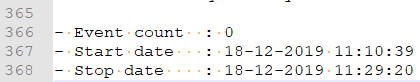 365
366 - Event count  : 0
367 - Start date   : 18-12-2019 11:10:39
368 - Stop date    : 18-12-2019 11:29:20